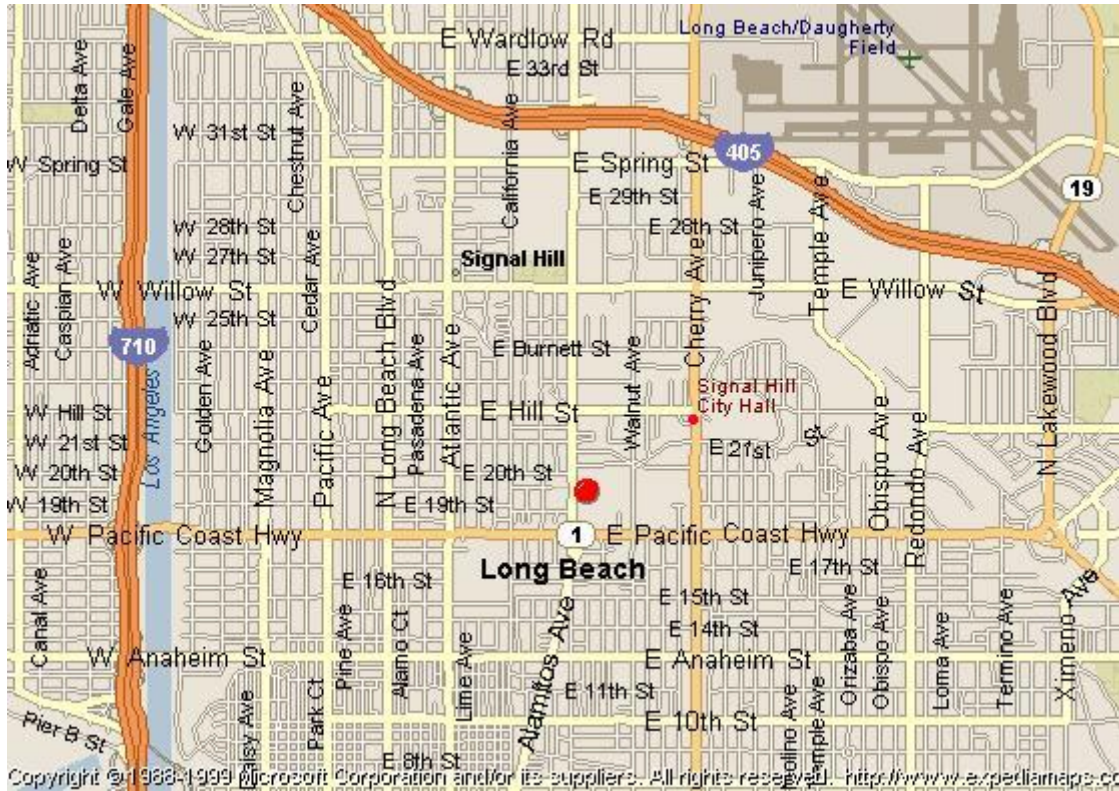 E Wardlow Rd
Long Beach/Daugherty
Field
E 33rd St
Delta Ave
Gale Ave
W 31st St
Chestnut Ave
California Ave
405
W Spring St
E Spring St
19
E 29th St
Junipero Ave
Temple Ave
W 28th St
E 28th St
W 27th St
Signal Hill
Adriatic Ave
Caspian Ave
Cedar Ave
Cherry Ave
W Willow St
E Willow St
W 25th St
N Long Beach Blvd
N Lakewood Blvd
710
E Burnett St
Los Angeles
Golden Ave
Magnolia Ave
Pacific Ave
Pasadena Ave
Atlantic Ave
Walnut Ave
Signal Hill
City Hall
W Hill St
E Hill St
W 21st St
E 21st
St
Obispo Ave
Redondo Ave
W 20th St
E 20th St
W 19th St
E 19th St
W Pacific Coast Hwy
1
E Pacific Coast Hwy
Long Beach
E 17th St
E 16th St
E 15th St
Canal Ave
Pine Ave
Alamo Ct
Lime Ave
Alamitos Ave
E 14th St
Orizaba Ave
Obispo Ave
Loma Ave
Termino Ave
Ximeno Ave
W Anaheim St
E Anaheim St
E 11th St
Pier B St
Park Ct
E 10th St
aisy Ave
olino Ave
Temple Ave
E 8th St
Copyright © 1988-1999 Microsoft Corporation and/or its suppliers. All rights reserved. http://www.expediamaps.co